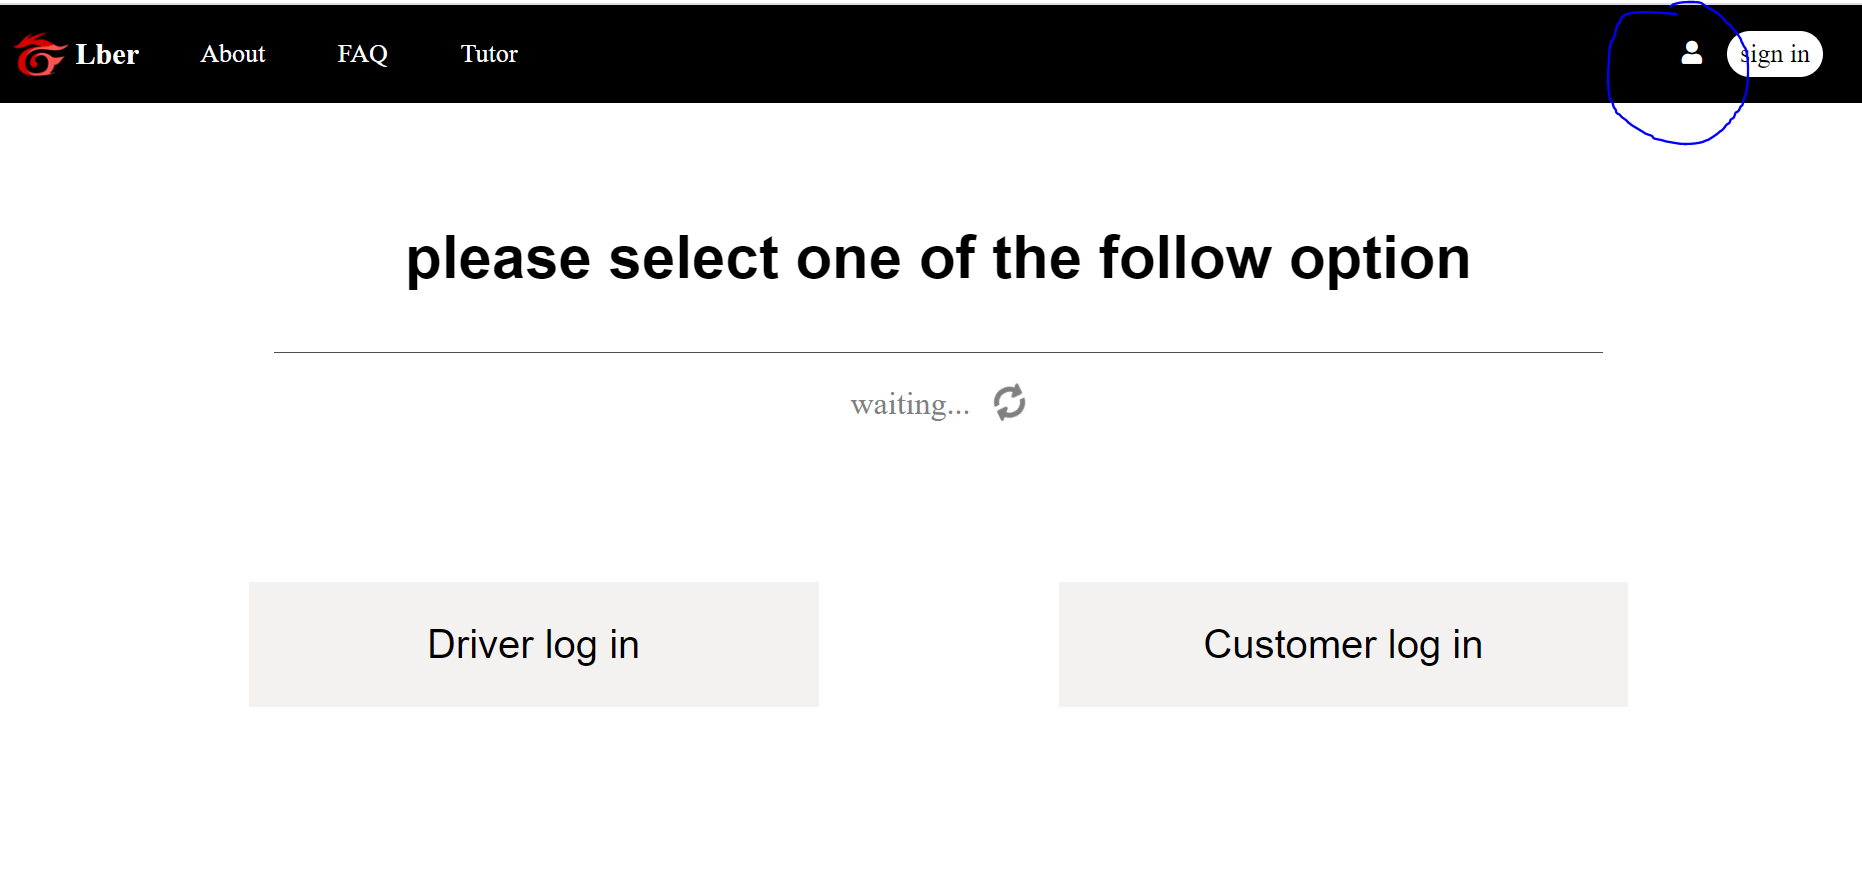 Lber About FAQ Tutor sign in
please select one of the follow option
waiting...
Driver log in Customer log in